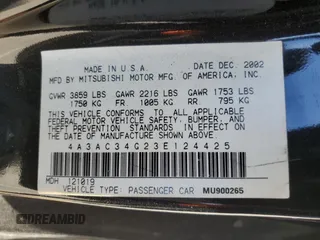 MADE IN U.S.A. DATE DEC. 2002
MFD BY MITSUBISHI MOTOR MFG. OF AMERICA, INC.
GVWR 3859 LBS GAWR 2216 LBS GAWR 1753 LBS
1750 KG FR 1005 KG RR 795 KG
THIS VEHICLE CONFORMS TO ALL APPLICABLE
FEDERAL MOTOR VEHICLE SAFETY, BUMPER, AND
THEFT PREVENTION STANDARDS IN EFFECT ON THE
DATE OF MANUFACTURE SHOWN ABOVE.
*4A3AC34G23E124425*
MDH 121019
VEHICLE TYPE: PASSENGER CAR MU900265
DREAMBID